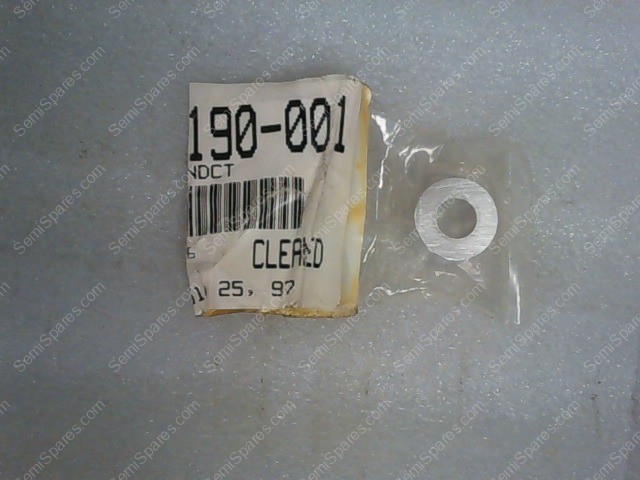 190-001
NDCT
CLEANED
25, 97
SemiSpares.com